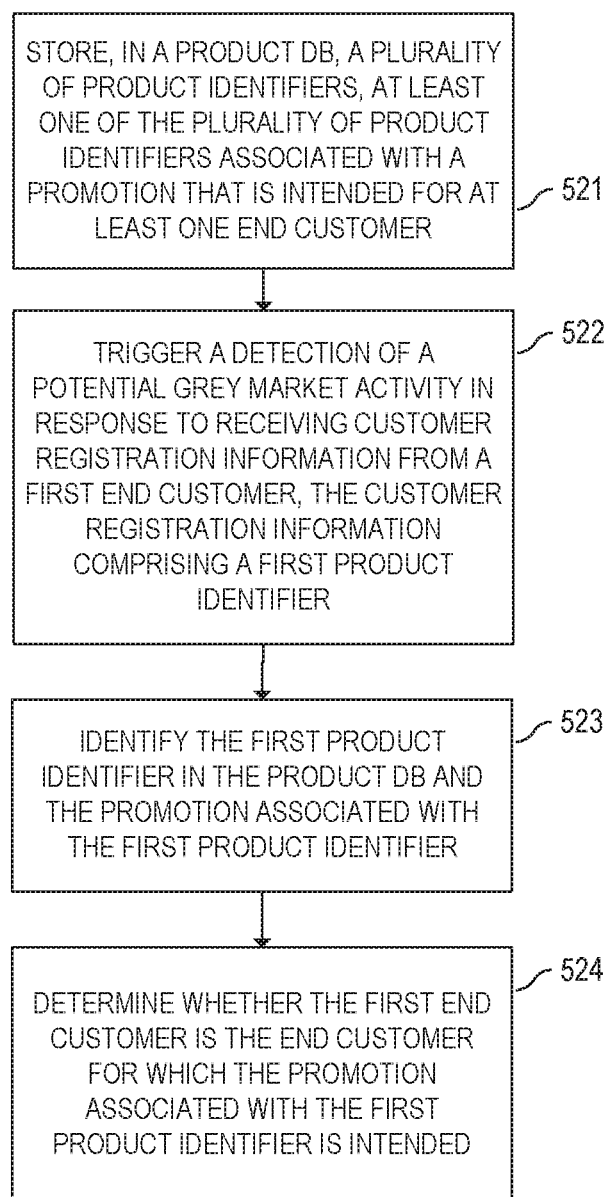 STORE, IN A PRODUCT DB, A PLURALITY
OF PRODUCT IDENTIFIERS, AT LEAST
ONE OF THE PLURALITY OF PRODUCT
IDENTIFIERS ASSOCIATED WITH A
PROMOTION THAT IS INTENDED FOR AT
LEAST ONE END CUSTOMER
521
TRIGGER A DETECTION OF A
POTENTIAL GREY MARKET ACTIVITY IN
RESPONSE TO RECEIVING CUSTOMER
REGISTRATION INFORMATION FROM A
FIRST END CUSTOMER, THE CUSTOMER
REGISTRATION INFORMATION
COMPRISING A FIRST PRODUCT
IDENTIFIER
522
IDENTIFY THE FIRST PRODUCT
IDENTIFIER IN THE PRODUCT DB AND
THE PROMOTION ASSOCIATED WITH
THE FIRST PRODUCT IDENTIFIER
523
DETERMINE WHETHER THE FIRST END
CUSTOMER IS THE END CUSTOMER
FOR WHICH THE PROMOTION
ASSOCIATED WITH THE FIRST
PRODUCT IDENTIFIER IS INTENDED
524